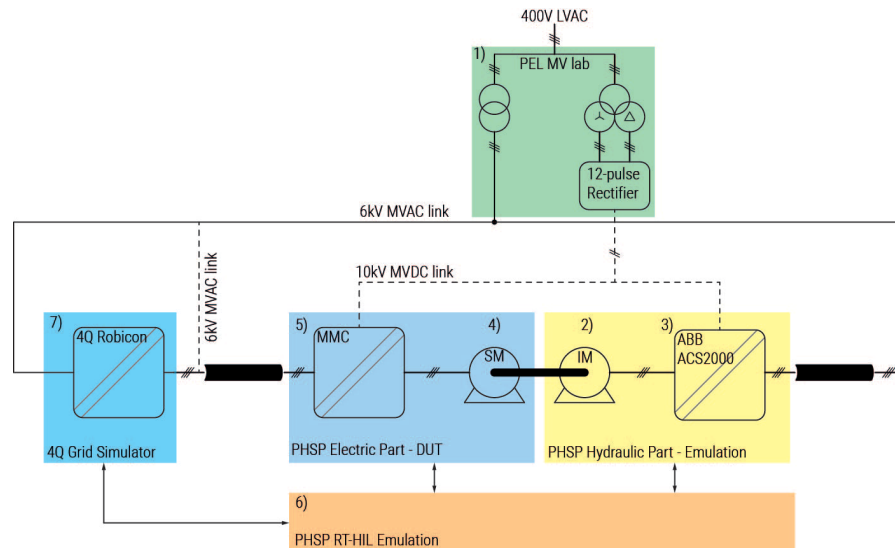 400V LVAC
1)
PEL MV lab
12-pulse
Rectifier
6kV MVAC link
6kV MVAC link
10kV MVDC link
7)
4Q Robicon
4Q Grid Simulator
5)
MMC
4)
SM
PHSP Electric Part - DUT
2)
IM
3)
ABB
ACS2000
PHSP Hydraulic Part - Emulation
6)
PHSP RT-HIL Emulation